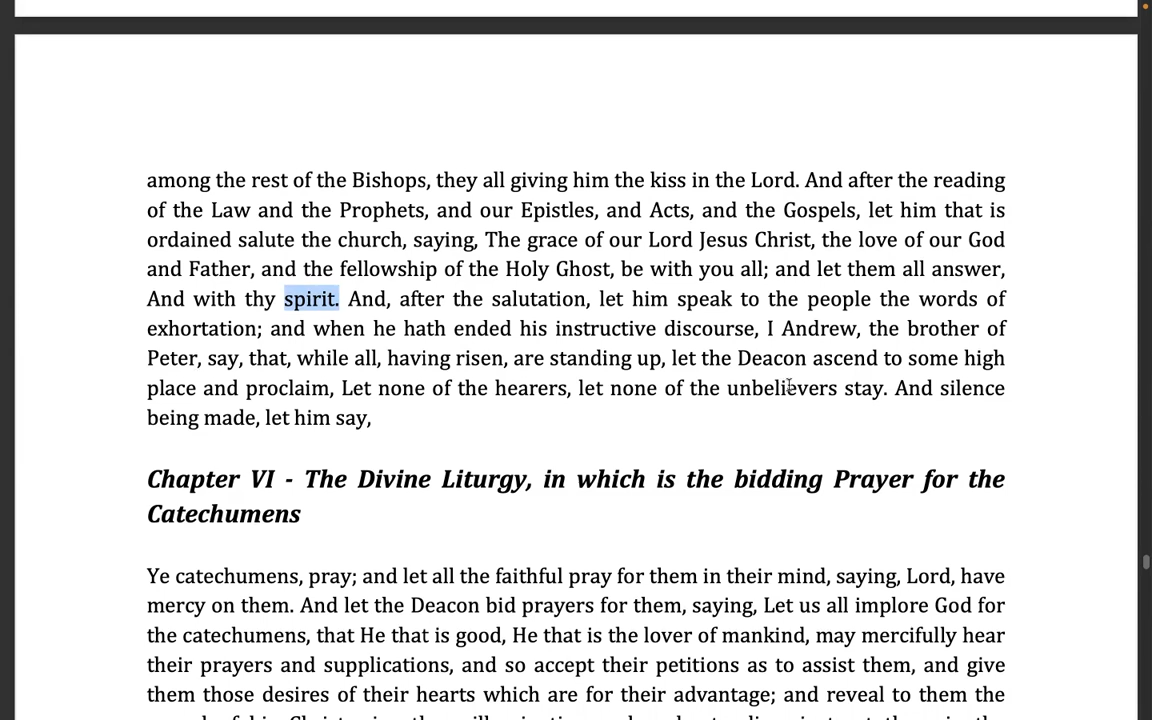 among the rest of the Bishops, they all giving him the kiss in the Lord. And after the reading
of the Law and the Prophets, and our Epistles, and Acts, and the Gospels, let him that is
ordained salute the church, saying, The grace of our Lord Jesus Christ, the love of our God
and Father, and the fellowship of the Holy Ghost, be with you all; and let them all answer,
And with thy spirit. And, after the salutation, let him speak to the people the words of
exhortation; and when he hath ended his instructive discourse, I Andrew, the brother of
Peter, say, that, while all, having risen, are standing up, let the Deacon ascend to some high
place and proclaim, Let none of the hearers, let none of the unbelievers stay. And silence
being made, let him say,
Chapter VI - The Divine Liturgy, in which is the bidding Prayer for the
Catechumens
Ye catechumens, pray; and let all the faithful pray for them in their mind, saying, Lord, have
mercy on them. And let the Deacon bid prayers for them, saying, Let us all implore God for
the catechumens, that He that is good, He that is the lover of mankind, may mercifully hear
their prayers and supplications, and so accept their petitions as to assist them, and give
them those desires of their hearts which are for their advantage; and reveal to them the